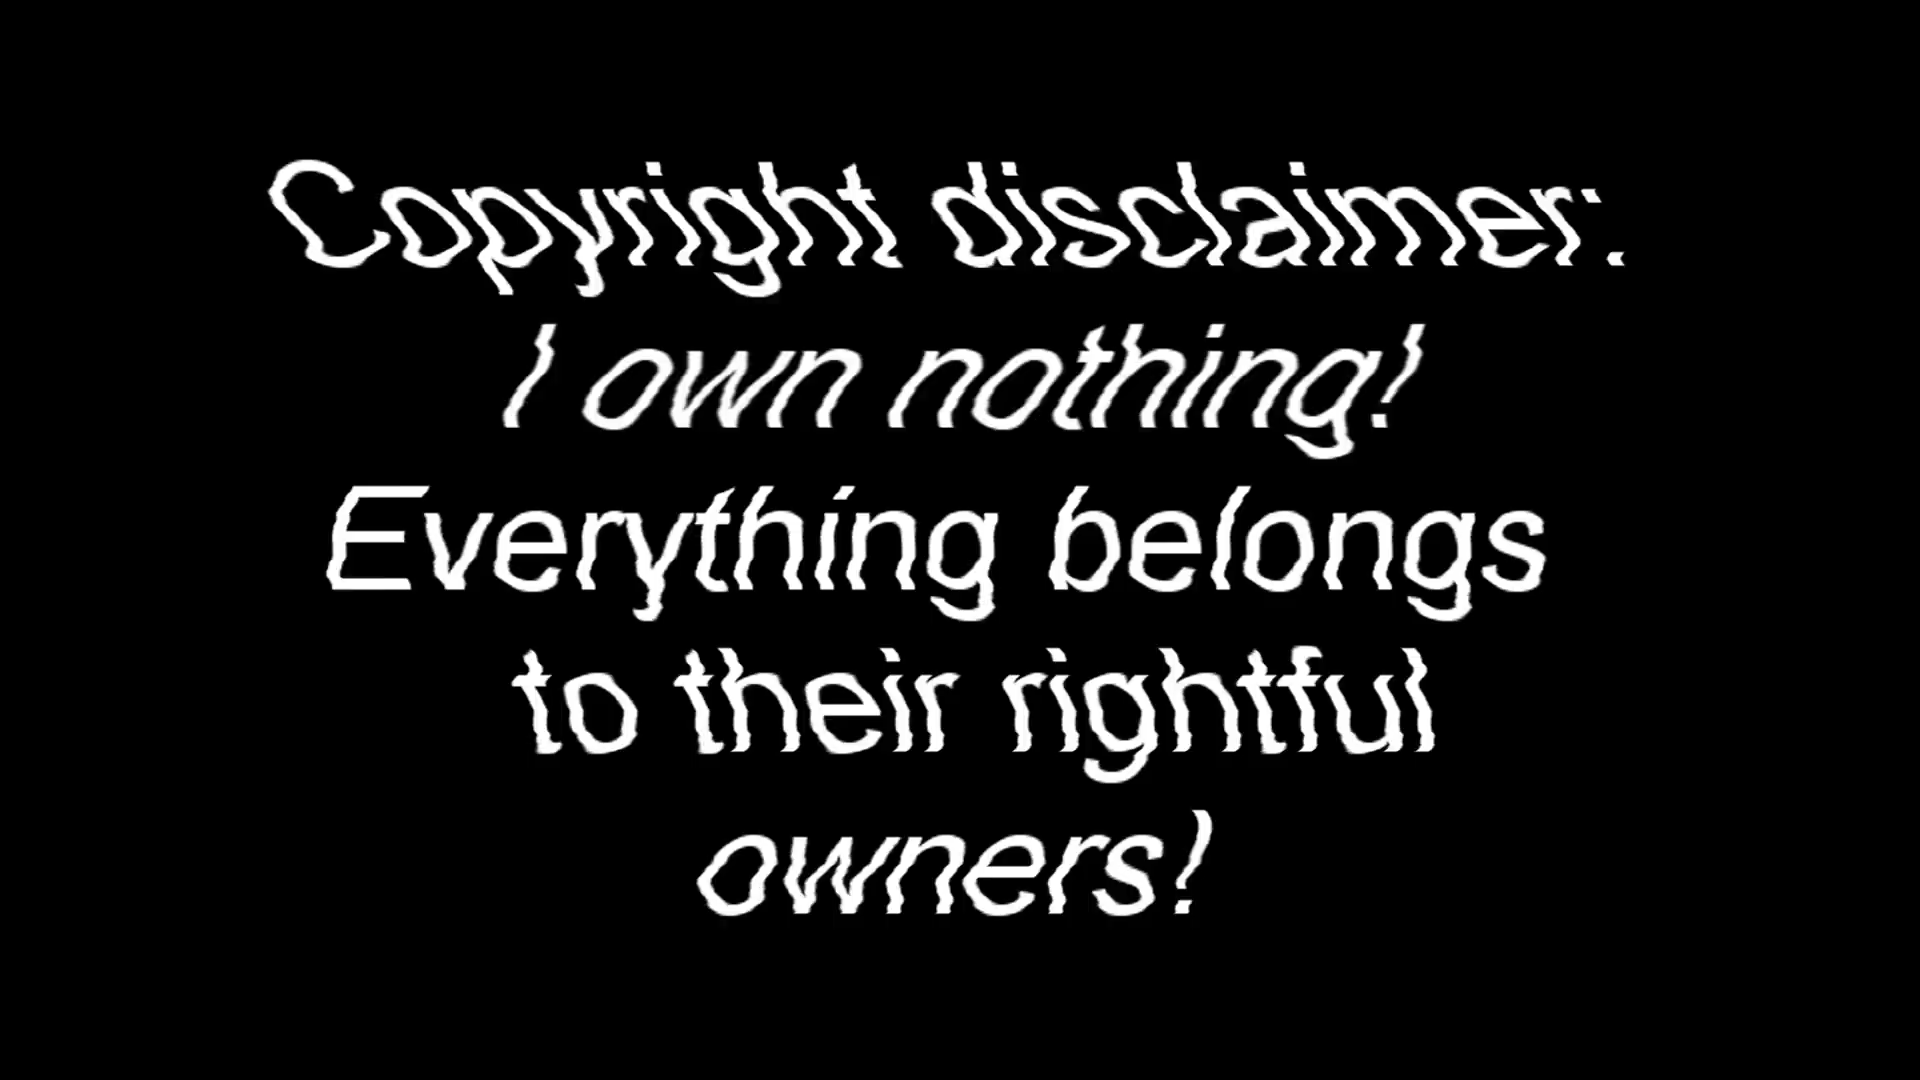 Copyright disclaimer:
I own nothing!
Everything belongs
to their rightful
owners!